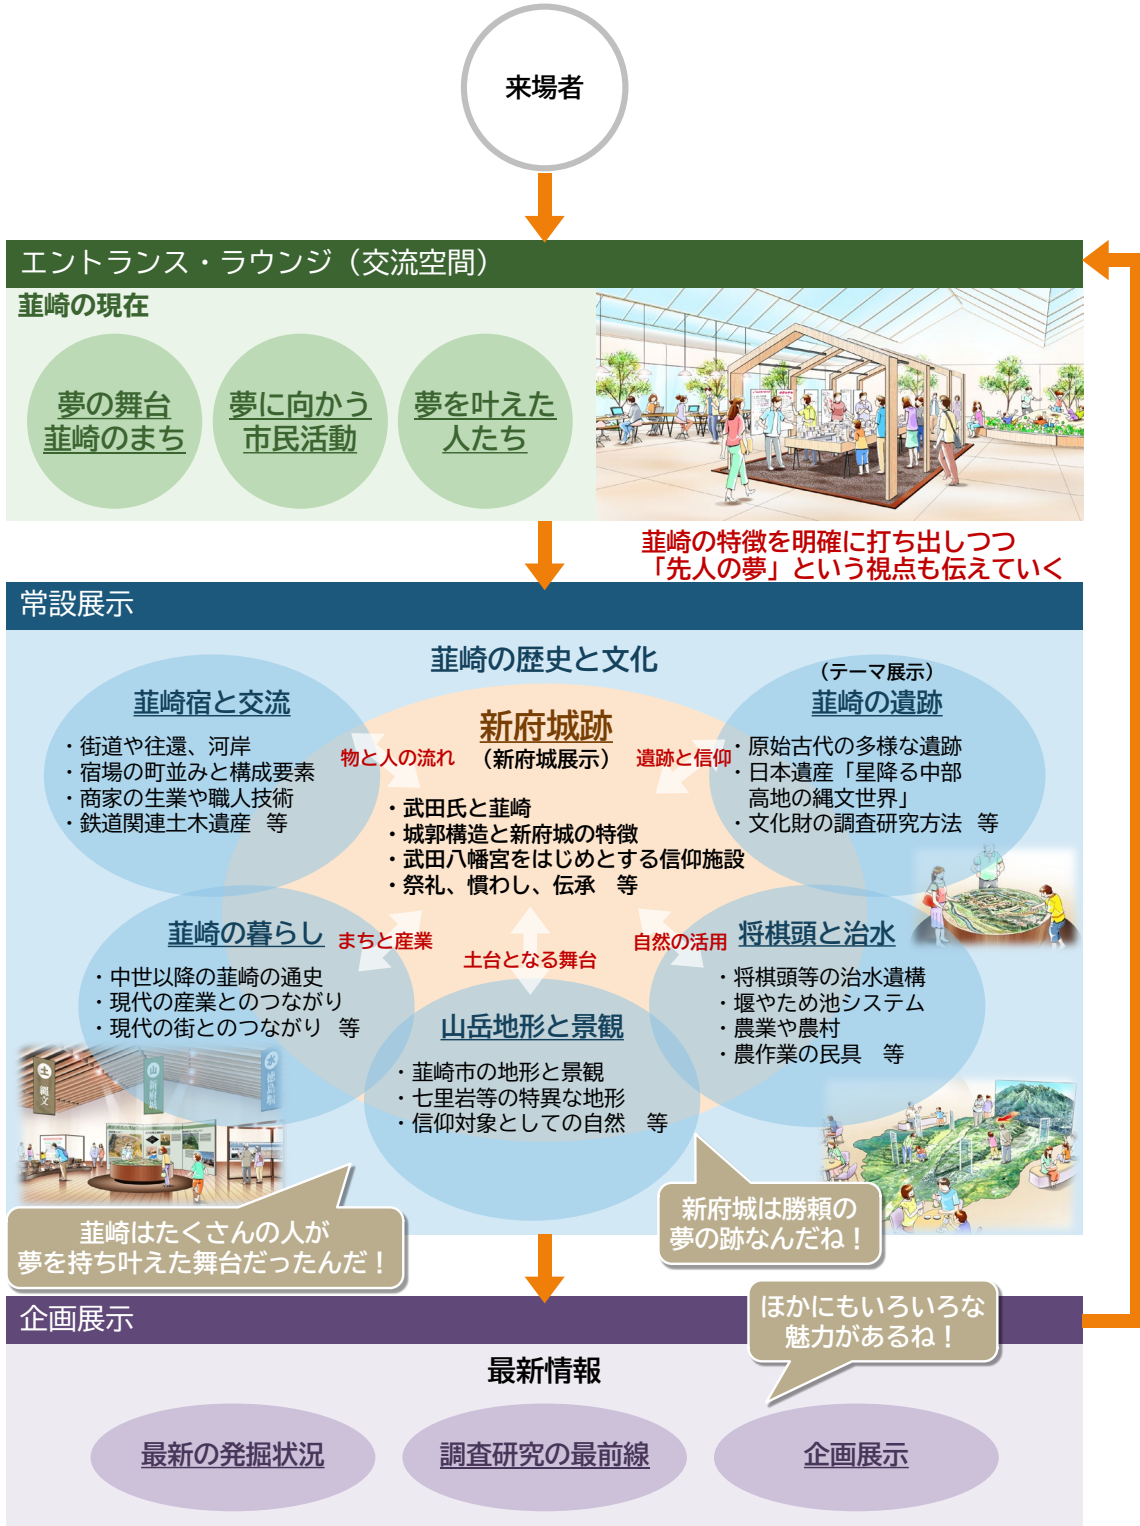 来場者
エントランス・ラウンジ（交流空間）
韮崎の現在
夢の舞台
韮崎のまち
夢に向かう
市民活動
夢を叶えた
人たち
韮崎の特徴を明確に打ち出しつつ
「先人の夢」という視点も伝えていく
常設展示
韮崎の歴史と文化
韮崎宿と交流
・街道や往還、河岸
・宿場の町並みと構成要素
・商家の生業や職人技術
・鉄道関連土木遺産 等
物と人の流れ
新府城跡
（新府城展示）
・武田氏と韮崎
・城郭構造と新府城の特徴
・武田八幡宮をはじめとする信仰施設
・祭礼、慣わし、伝承 等
遺跡と信仰
（テーマ展示）
韮崎の遺跡
・原始古代の多様な遺跡
・日本遺産「星降る中部
高地の縄文世界」
・文化財の調査研究方法 等
韮崎の暮らし
・中世以降の韮崎の通史
・現代の産業とのつながり
・現代の街とのつながり 等
まちと産業
土台となる舞台
自然の活用
将棋頭と治水
・将棋頭等の治水遺構
・堰やため池システム
・農業や農村
・農作業の民具 等
山岳地形と景観
・韮崎市の地形と景観
・七里岩等の特異な地形
・信仰対象としての自然 等
土
縄文
山
新府城
水
徳島堰
韮崎はたくさんの人が
夢を持ち叶えた舞台だったんだ！
新府城は勝頼の
夢の跡なんだね！
企画展示
ほかにもいろいろな
魅力があるね！
最新情報
最新の発掘状況
調査研究の最前線
企画展示